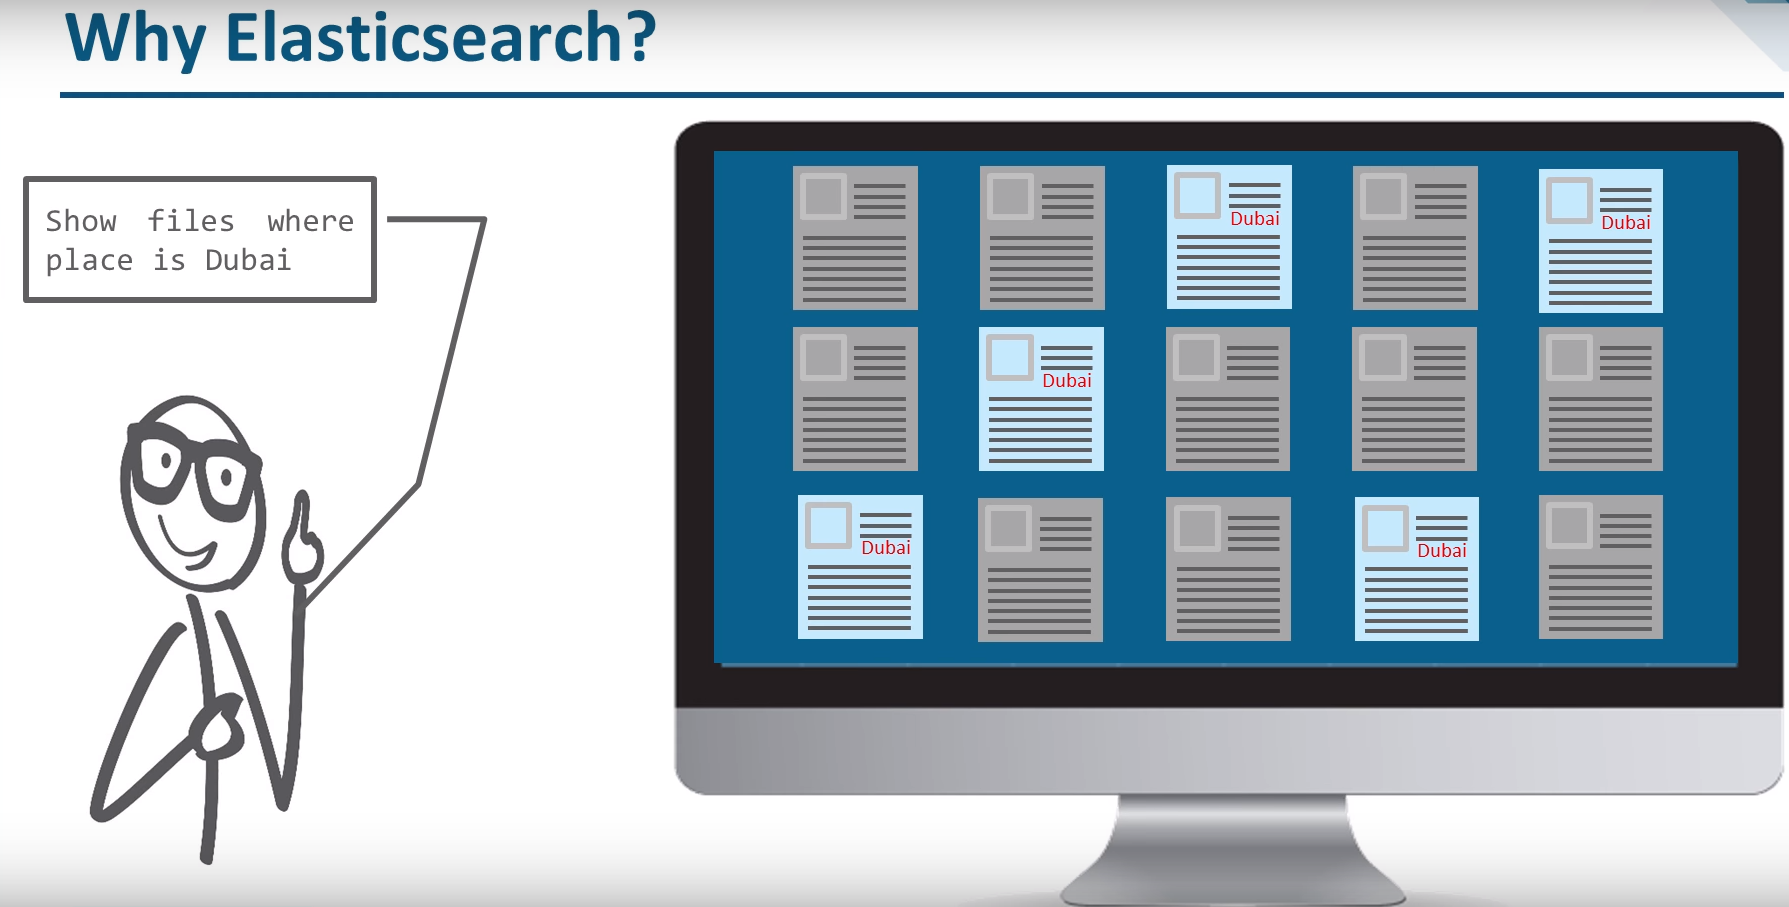 Why Elasticsearch?
Show files where
place is Dubai
Dubai
Dubai
Dubai
Dubai
Dubai